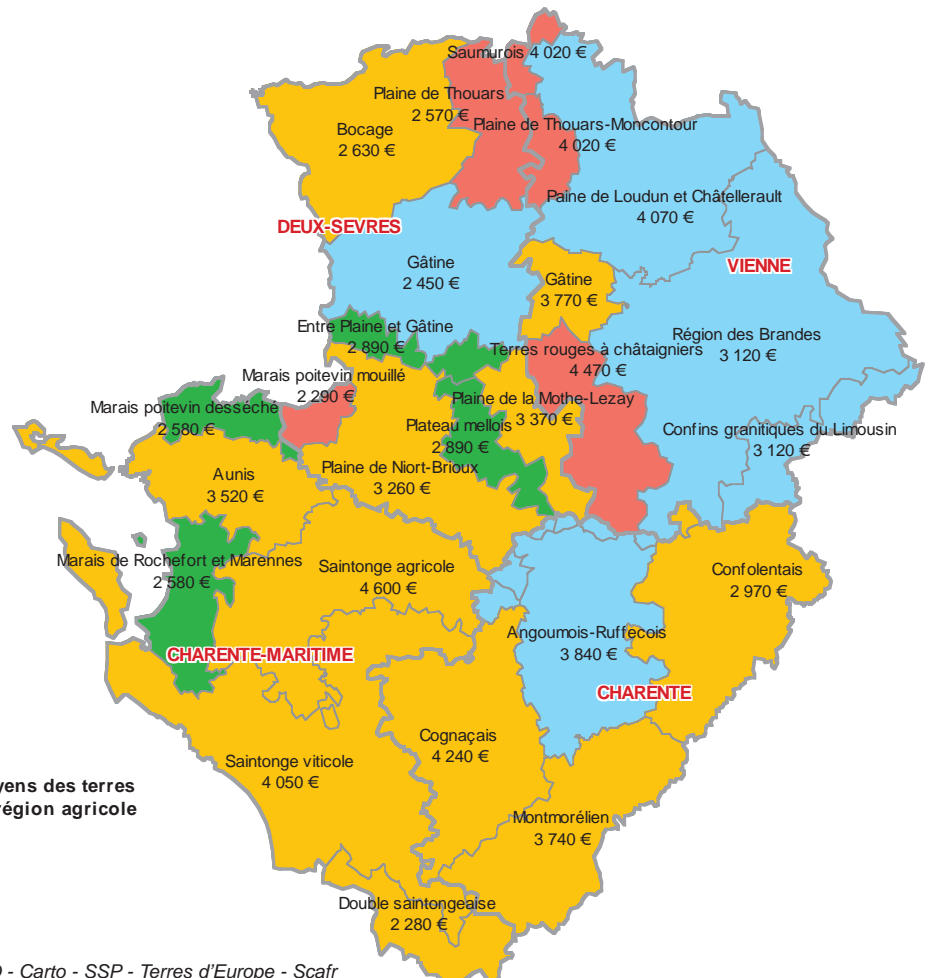 Saumurois 4 020 €
Plaine de Thouars
2 570 €
Plaine de Thouars-Moncontour
4 020 €
Bocage
2 630 €
Paine de Loudun et Châtellerault
4 070 €
DEUX-SEVRES
VIENNE
Gâtine
2 450 €
Gâtine
3 770 €
Entre Plaine et Gâtine
2 890 €
Région des Brandes
3 120 €
Terres rouges à châtaigniers
4 470 €
Marais poitevin mouillé
2 290 €
Marais poitevin desséché
2 580 €
Plaine de la Mothe-Lezay
3 370 €
Plateau mellois
2 890 €
Confins granitiques du Limousin
3 120 €
Aunis
3 520 €
Plaine de Niort-Brioux
3 260 €
Marais de Rochefort et Marennes
2 580 €
Saintonge agricole
4 600 €
Confolentais
2 970 €
Angoumois-Ruffecois
3 840 €
CHARENTE-MARITIME
CHARENTE
Cognaçais
4 240 €
Saintonge viticole
4 050 €
yens des terres
région agricole
Montmorélien
3 740 €
Double saintongeaise
2 280 €
- Carto - SSP - Terres d'Europe - Scafr